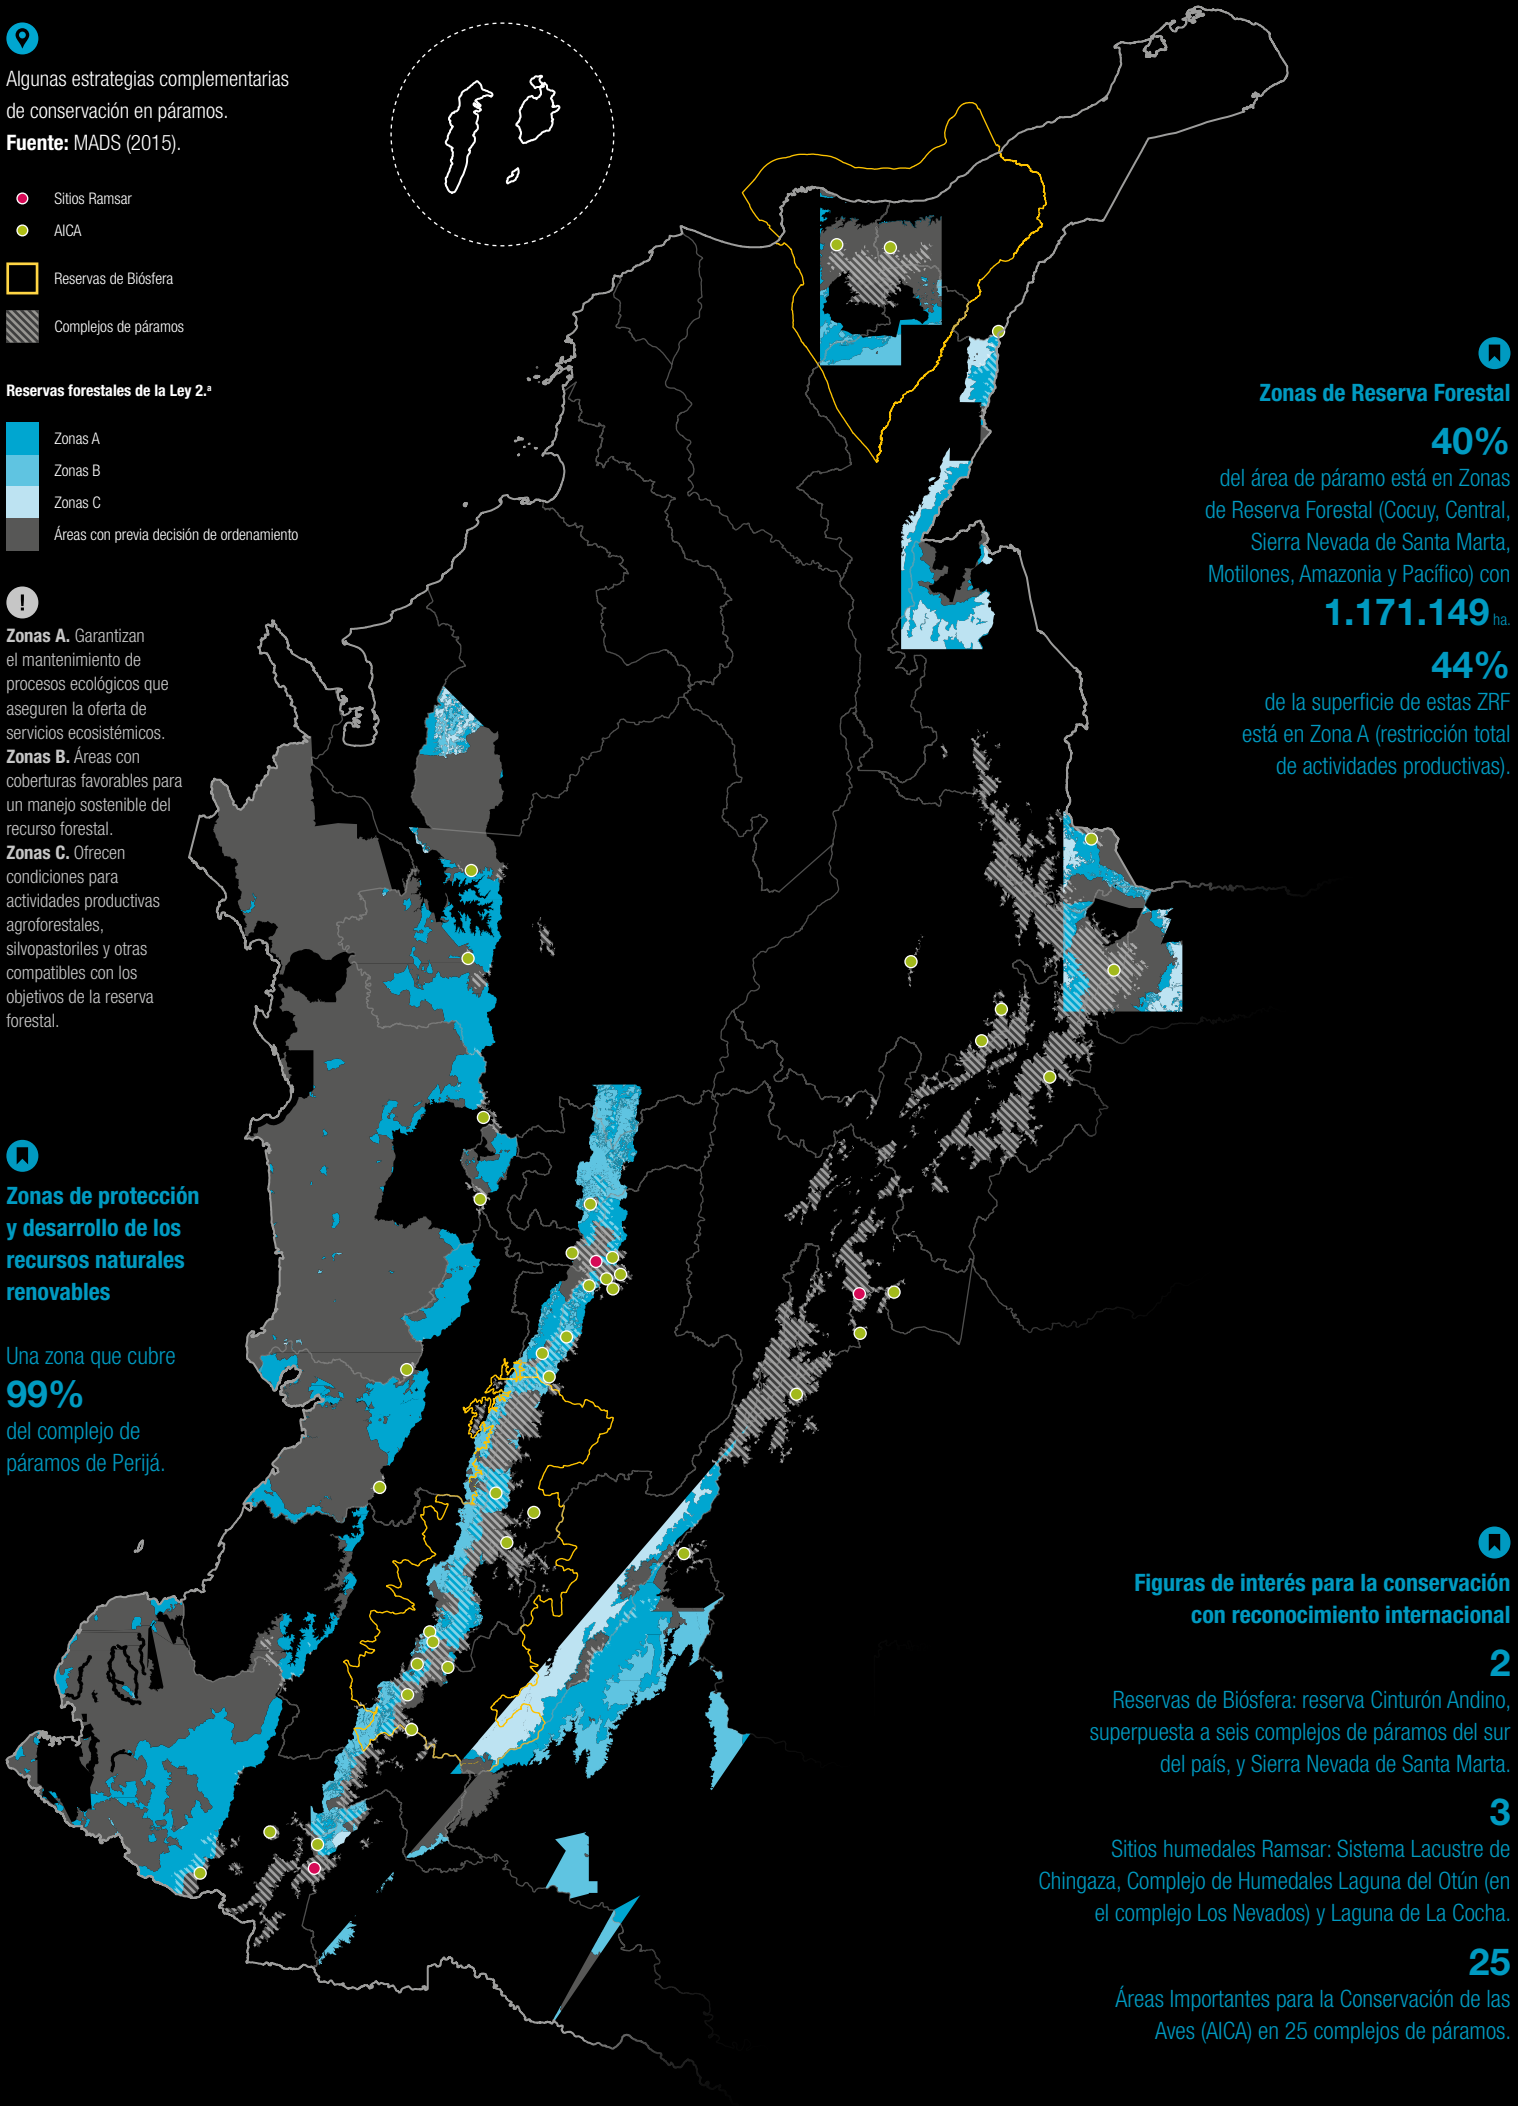 Algunas estrategias complementarias
de conservación en páramos.
Fuente: MADS (2015).
Sitios Ramsar
AICA
Reservas de Biósfera
Complejos de páramos
Reservas forestales de la Ley 2.ª
Zonas A
Zonas B
Zonas C
Áreas con previa decisión de ordenamiento
!
Zonas A. Garantizan
el mantenimiento de
procesos ecológicos que
aseguren la oferta de
servicios ecosistémicos.
Zonas B. Áreas con
coberturas favorables para
un manejo sostenible del
recurso forestal.
Zonas C. Ofrecen
condiciones para
actividades productivas
agroforestales,
silvopastoriles y otras
compatibles con los
objetivos de la reserva
forestal.
Zonas de protección
y desarrollo de los
recursos naturales
renovables
Una zona que cubre
99%
del complejo de
páramos de Perijá.
Zonas de Reserva Forestal
40%
del área de páramo está en Zonas
de Reserva Forestal (Cocuy, Central,
Sierra Nevada de Santa Marta,
Motilones, Amazonia y Pacífico) con
1.171.149 ha.
44%
de la superficie de estas ZRF
está en Zona A (restricción total
de actividades productivas).
Figuras de interés para la conservación
con reconocimiento internacional
2
Reservas de Biósfera: reserva Cinturón Andino,
superpuesta a seis complejos de páramos del sur
del país, y Sierra Nevada de Santa Marta.
3
Sitios humedales Ramsar: Sistema Lacustre de
Chingaza, Complejo de Humedales Laguna del Otún (en
el complejo Los Nevados) y Laguna de La Cocha.
25
Áreas Importantes para la Conservación de las
Aves (AICA) en 25 complejos de páramos.